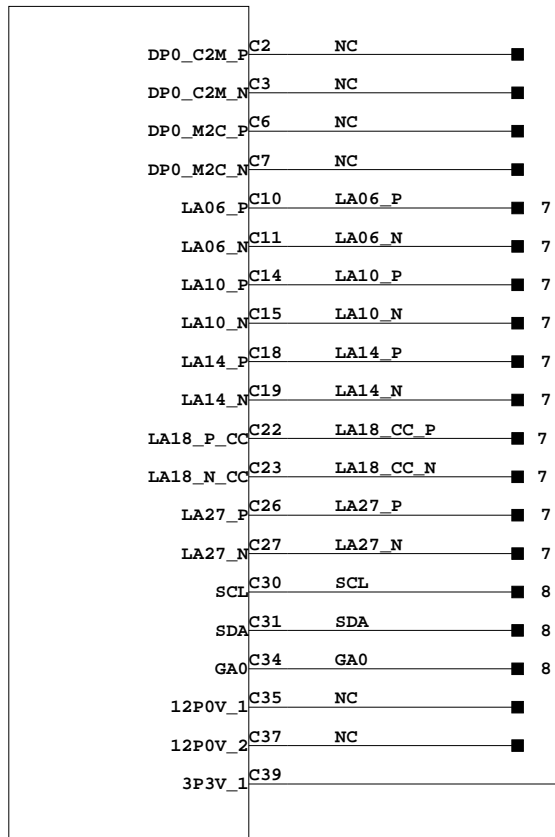 DP0_C2M_P C2 NC
DP0_C2M_N C3 NC
DP0_M2C_P C6 NC
DP0_M2C_N C7 NC
LA06_P C10 LA06_P 7
LA06_N C11 LA06_N 7
LA10_P C14 LA10_P 7
LA10_N C15 LA10_N 7
LA14_P C18 LA14_P 7
LA14_N C19 LA14_N 7
LA18_P_CC C22 LA18_CC_P 7
LA18_N_CC C23 LA18_CC_N 7
LA27_P C26 LA27_P 7
LA27_N C27 LA27_N 7
SCL C30 SCL 8
SDA C31 SDA 8
GA0 C34 GA0 8
12P0V_1 C35 NC
12P0V_2 C37 NC
3P3V_1 C39